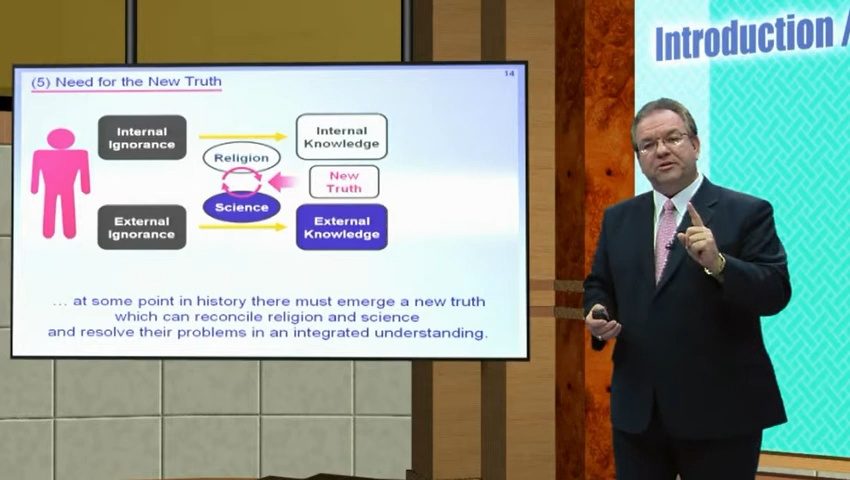 (5) Need for the New Truth
14
Internal
Ignorance
Internal
Knowledge
Religion
New
Truth
Science
External
Ignorance
External
Knowledge
... at some point in history there must emerge a new truth
which can reconcile religion and science
and resolve their problems in an integrated understanding.
Introduction /